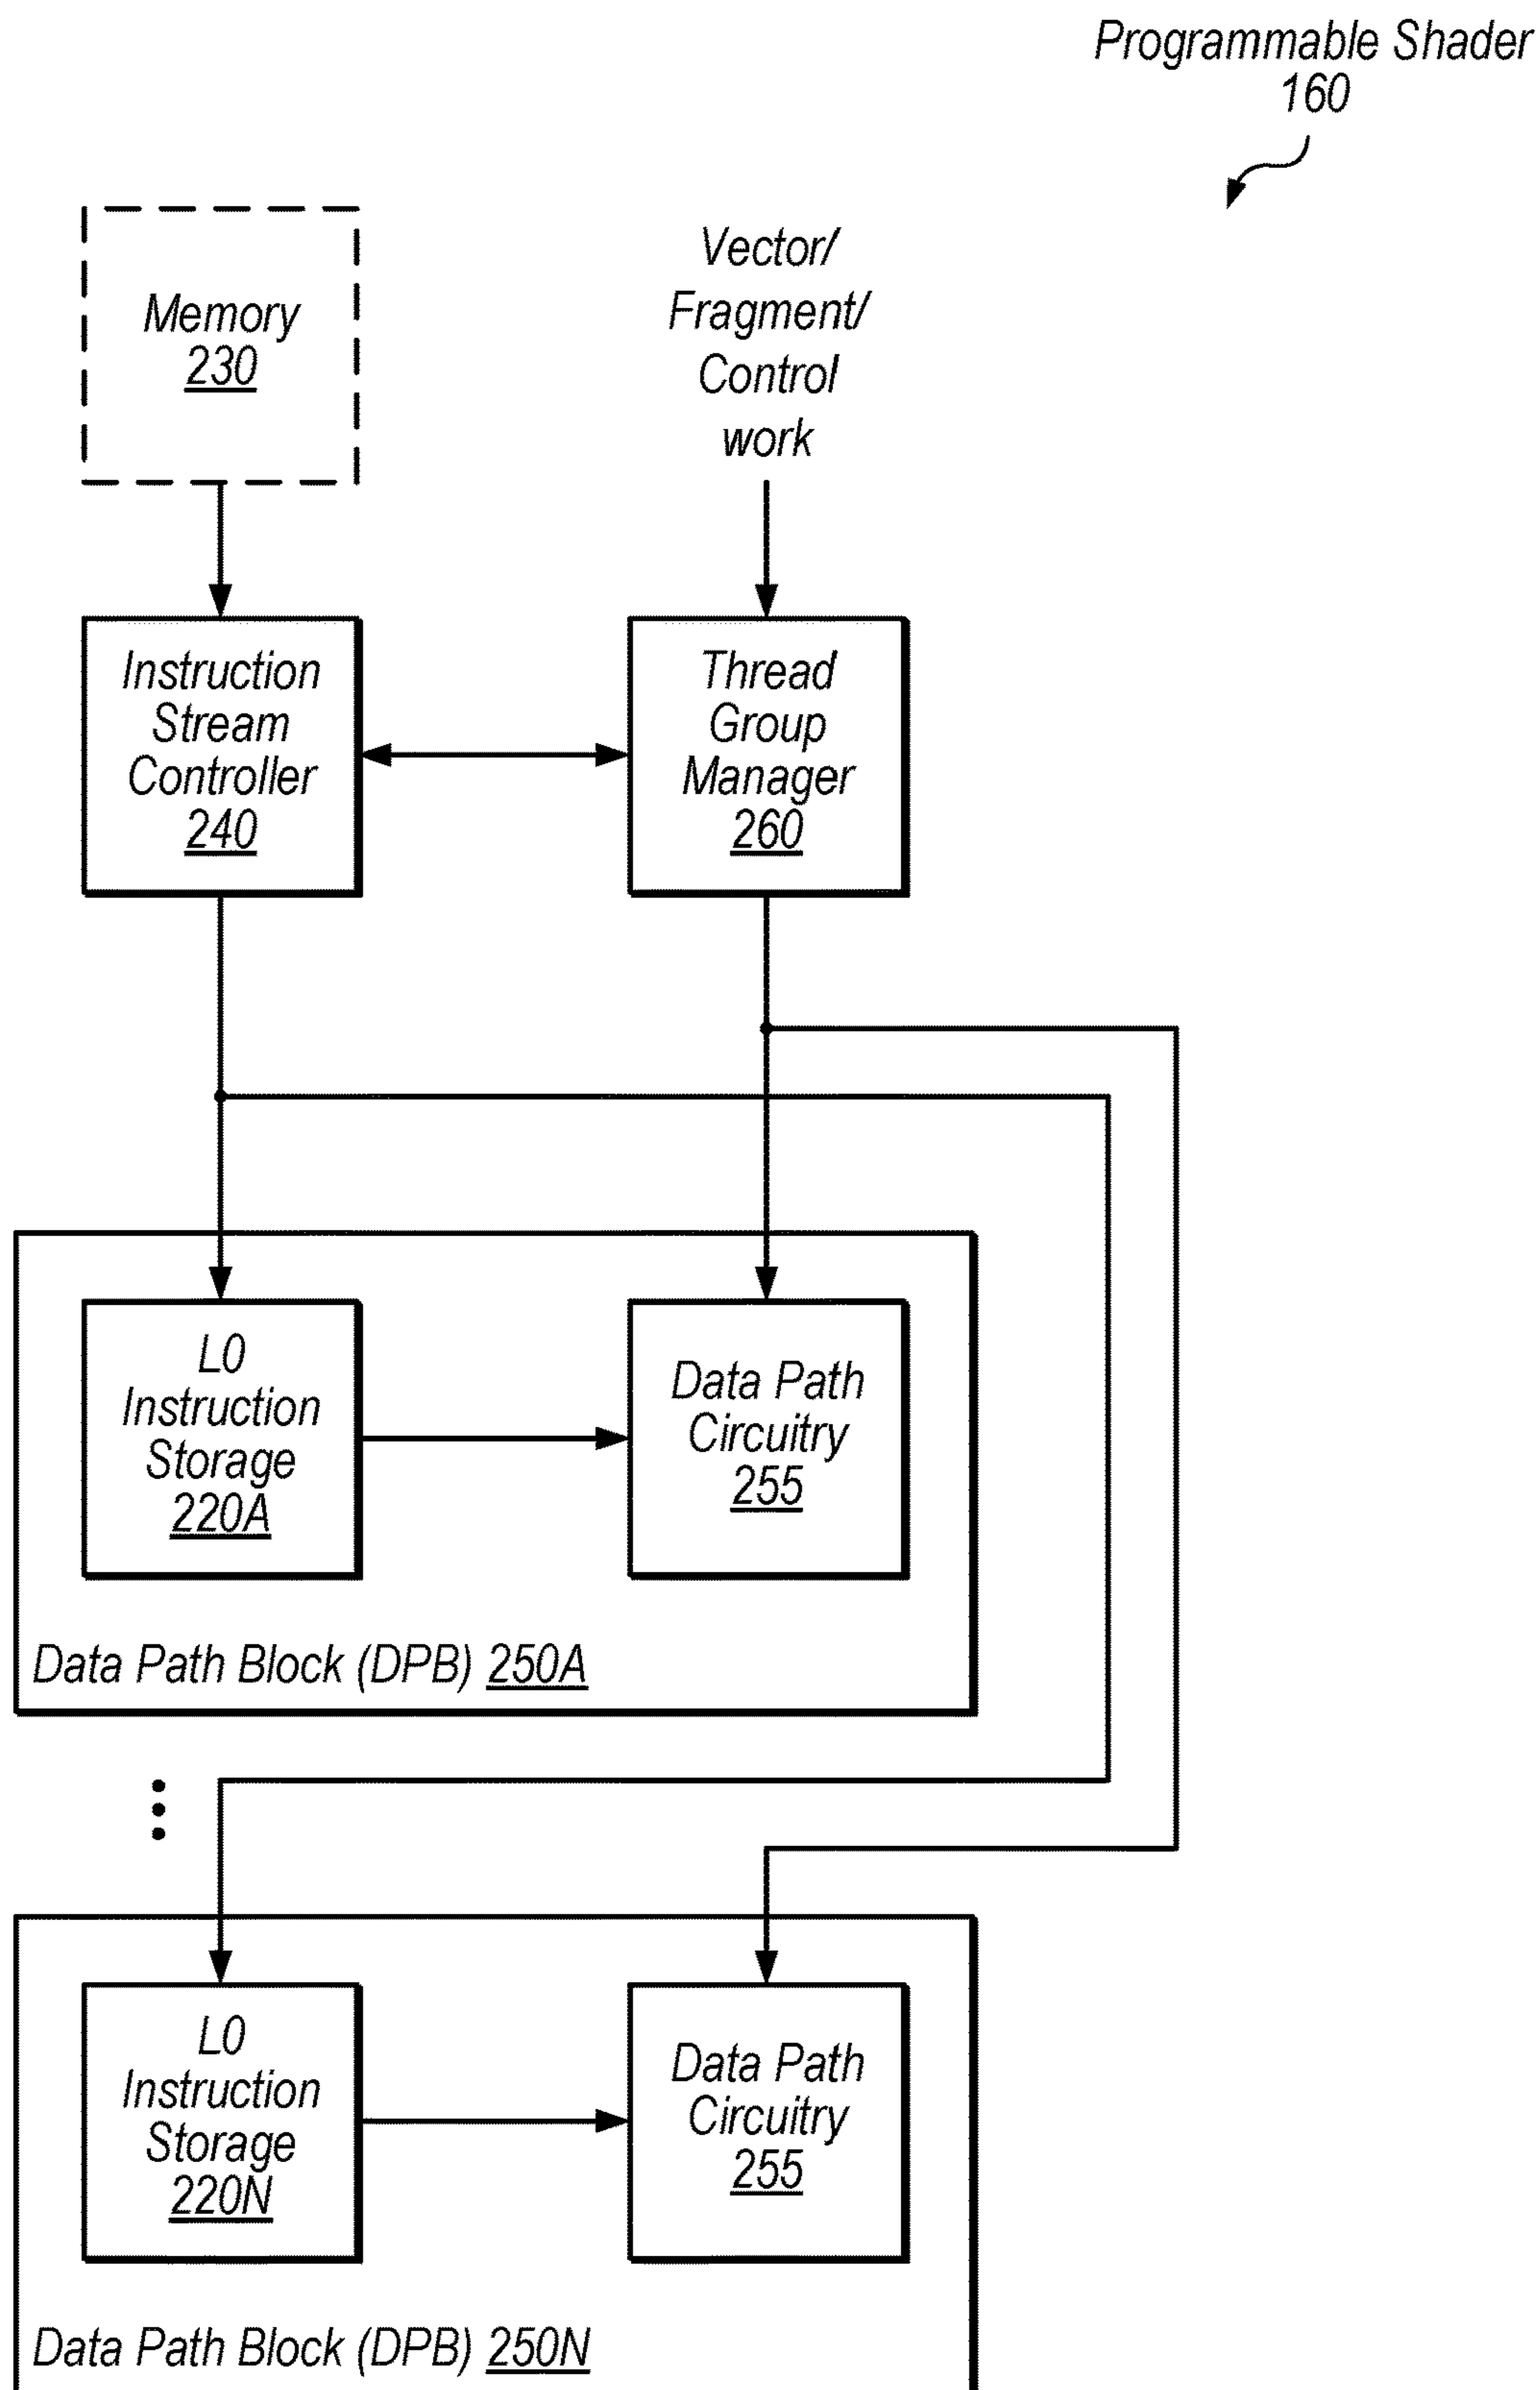 Programmable Shader
160
Memory
230
Vector/
Fragment/
Control
work
Instruction
Stream
Controller
240
Thread
Group
Manager
260
L0
Instruction
Storage
220A
Data Path
Circuitry
255
Data Path Block (DPB) 250A
L0
Instruction
Storage
220N
Data Path
Circuitry
255
Data Path Block (DPB) 250N